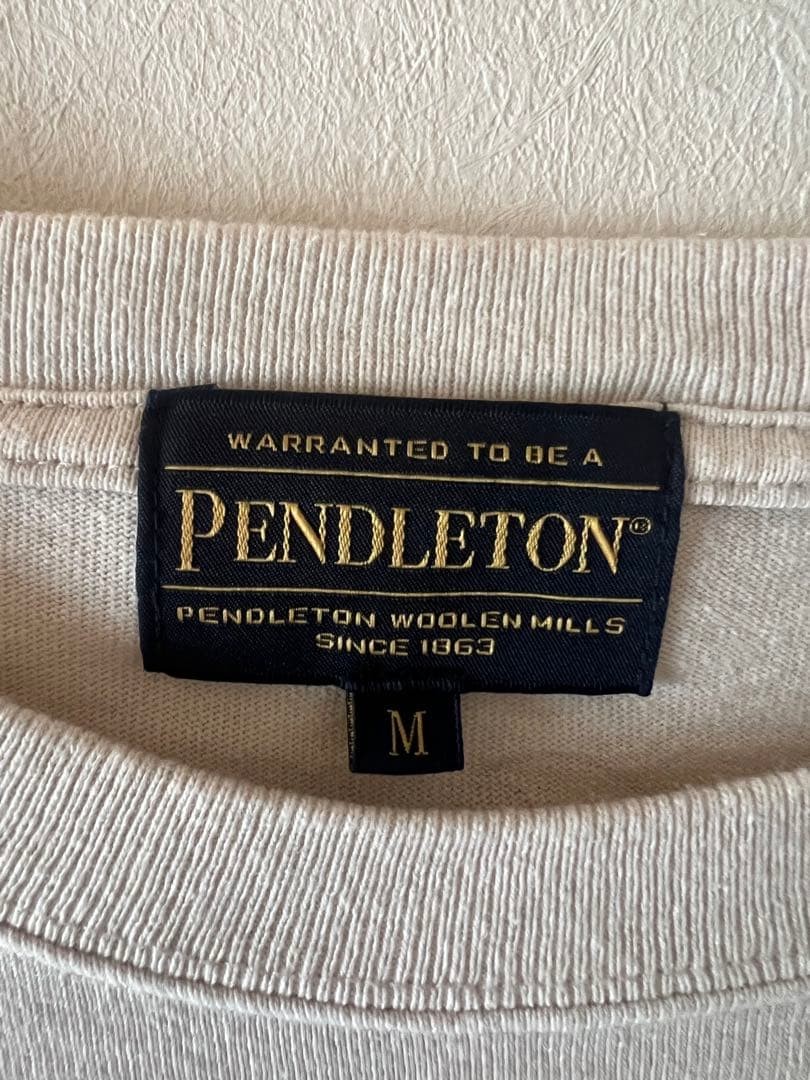 WARRANTED TO BE A
PENDLETON®
PENDLETON WOOLEN MILLS
SINCE 1863
M